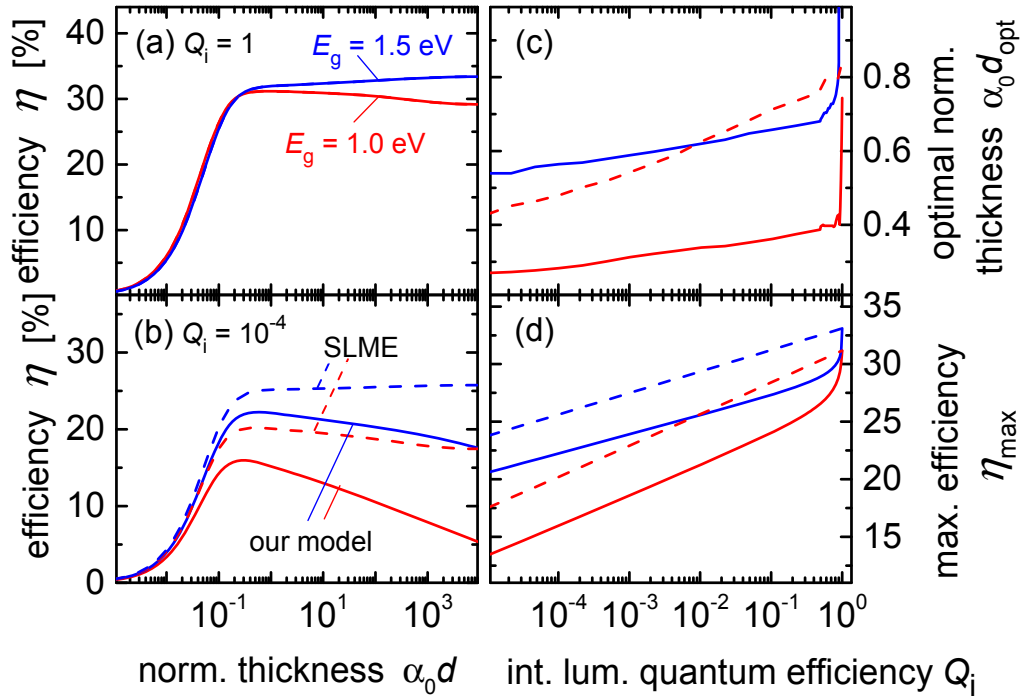 (a) Q_i = 1
E_g = 1.5 eV
E_g = 1.0 eV
efficiency η [%]
40
30
20
10
(b) Q_i = 10^-4
SLME
our model
efficiency η [%]
30
20
10
0
10^-1 10^1 10^3
norm. thickness α_0d
(c)
0.8
0.6
0.4
optimal norm.
thickness α_0d_opt
(d)
35
30
25
20
15
max. efficiency
η_max
10^-4 10^-3 10^-2 10^-1 10^0
int. lum. quantum efficiency Q_i